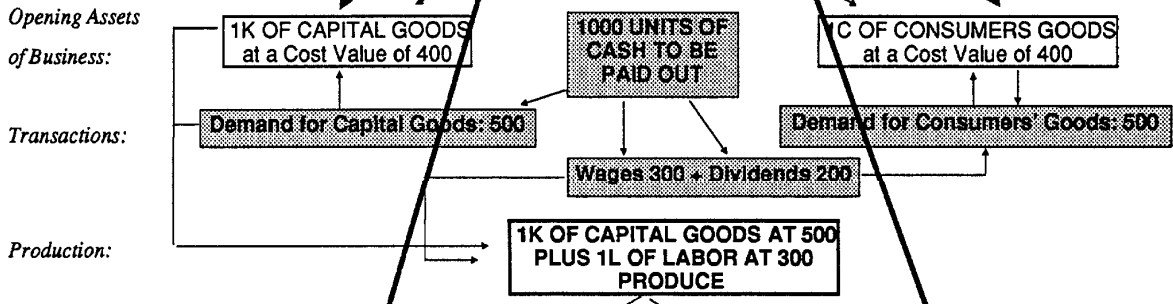 Opening Assets
of Business:
1K OF CAPITAL GOODS
at a Cost Value of 400
1000 UNITS OF
CASH TO BE
PAID OUT
1C OF CONSUMERS GOODS
at a Cost Value of 400
Transactions:
Demand for Capital Goods: 500
Demand for Consumers' Goods: 500
Wages 300 + Dividends 200
Production:
1K OF CAPITAL GOODS AT 500
PLUS 1L OF LABOR AT 300
PRODUCE